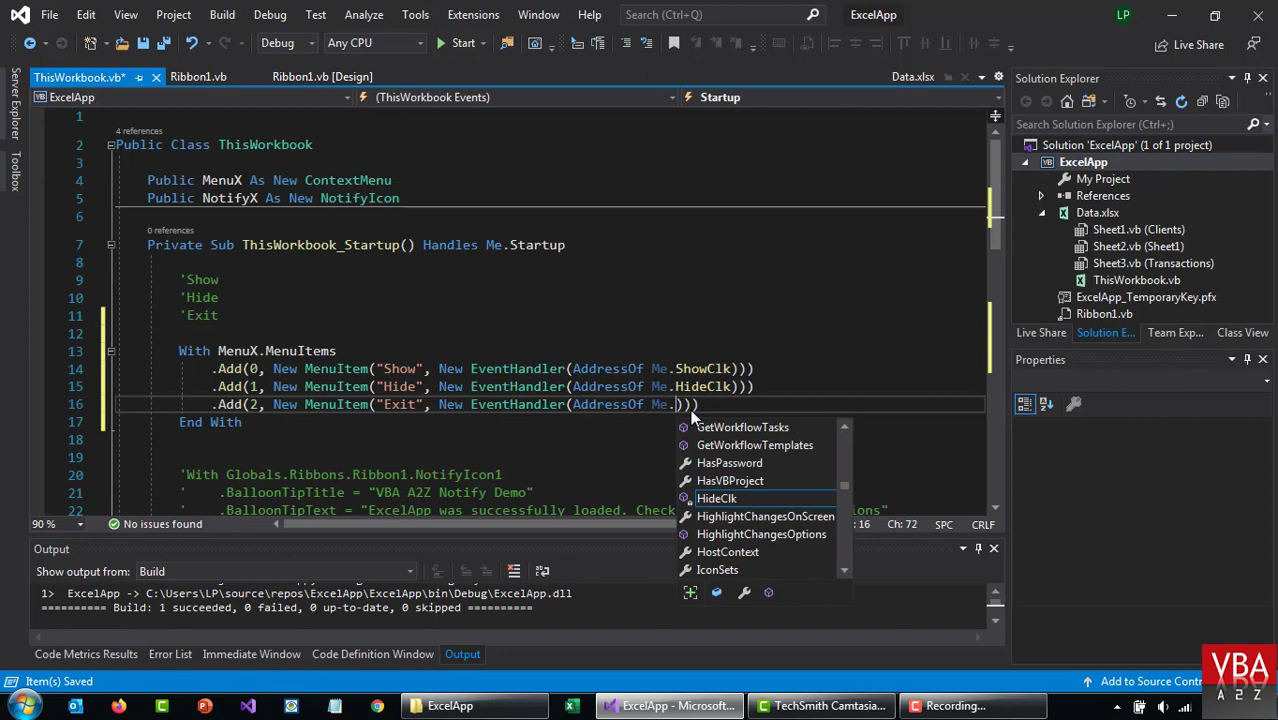 File Edit View Project Build Debug Test Analyze Tools Extensions Window Help Search (Ctrl+Q) ExcelApp LP
Debug Any CPU Start Live Share
ThisWorkbook.vb* Ribbon1.vb Ribbon1.vb [Design] Data.xlsx
ExcelApp (ThisWorkbook Events) Startup
Server Explorer
Toolbox
1
4 references
2 Public Class ThisWorkbook
3
4 Public MenuX As New ContextMenu
5 Public NotifyX As New NotifyIcon
6
0 references
7 Private Sub ThisWorkbook_Startup() Handles Me.Startup
8
9 'Show
10 'Hide
11 'Exit
12
13 With MenuX.MenuItems
14 .Add(0, New MenuItem("Show", New EventHandler(AddressOf Me.ShowClk)))
15 .Add(1, New MenuItem("Hide", New EventHandler(AddressOf Me.HideClk)))
16 .Add(2, New MenuItem("Exit", New EventHandler(AddressOf Me.)))
17 End With
18
19
20 'With Globals.Ribbons.Ribbon1.NotifyIcon1
21 ' .BalloonTipTitle = "VBA A2Z Notify Demo"
22 ' .BalloonTipText = "ExcelApp was successfully loaded. Check
GetWorkflowTasks
GetWorkflowTemplates
HasPassword
HasVBProject
HideClk
HighlightChangesOnScreen
HighlightChangesOptions
HostContext
IconSets
90 % No issues found 16 Ch: 72 SPC CRLF
Output
Show output from: Build
1> ExcelApp -> C:\Users\LP\source\repos\ExcelApp\ExcelApp\bin\Debug\ExcelApp.dll
========== Build: 1 succeeded, 0 failed, 0 up-to-date, 0 skipped ==========
Code Metrics Results Error List Immediate Window Code Definition Window Output
Item(s) Saved
Solution Explorer
Search Solution Explorer (Ctrl+;)
Solution 'ExcelApp' (1 of 1 project)
ExcelApp
My Project
References
Data.xlsx
Sheet1.vb (Clients)
Sheet2.vb (Sheet1)
Sheet3.vb (Transactions)
ThisWorkbook.vb
ExcelApp_TemporaryKey.pfx
Ribbon1.vb
Live Share Solution E... Team Exp... Class View
Properties
Add to Source Contr
VBA
A2Z
ExcelApp ExcelApp - Microsoft... TechSmith Camtasia... Recording...